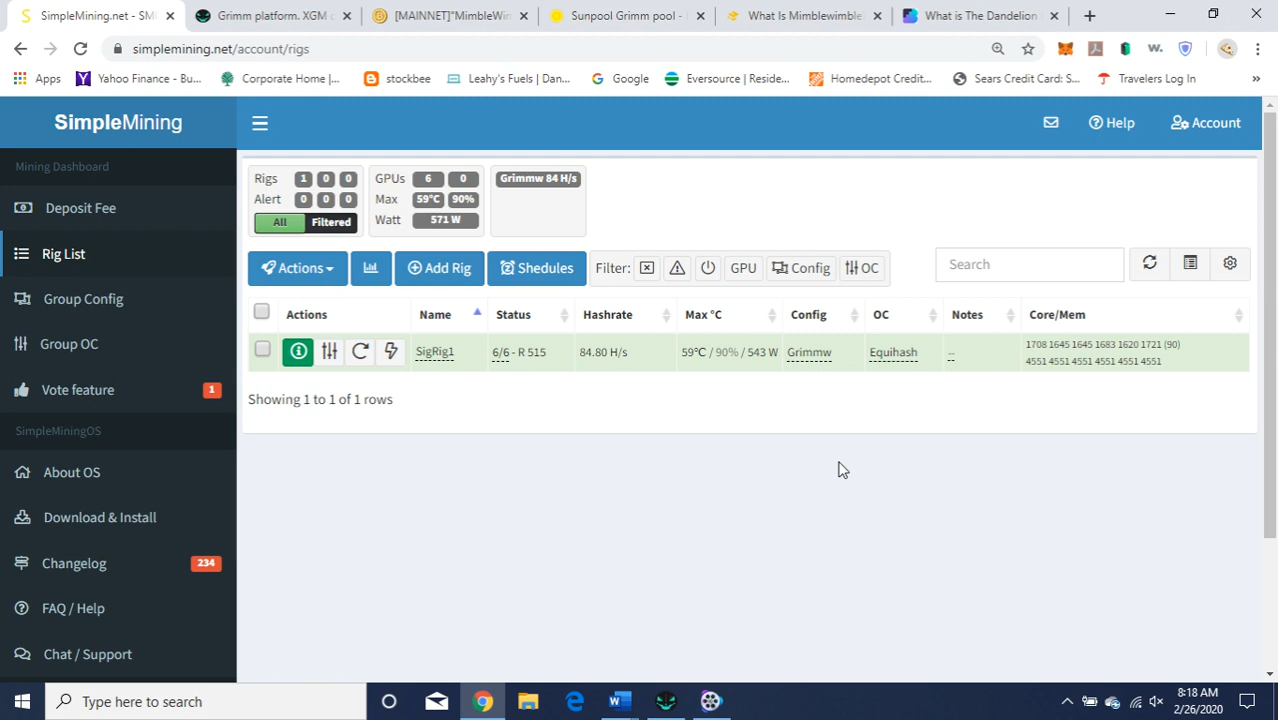 SimpleMining.net - SM
Grimm platform. XGM c
[MAINNET]"MimbleWi
Sunpool Grimm pool -
What Is Mimblewimble
What is The Dandelion
simplemining.net/account/rigs
Apps
Yahoo Finance - Bu...
Corporate Home |...
stockbee
Leahy's Fuels | Dan...
Google
Eversource | Reside...
Homedepot Credit...
Sears Credit Card: S...
Travelers Log In
»
SimpleMining
Help
Account
Mining Dashboard
Deposit Fee
Rig List
Group Config
Group OC
Vote feature 1
SimpleMiningOS
About OS
Download & Install
Changelog 234
FAQ / Help
Chat / Support
Rigs 1 0 0
Alert 0 0 0
All Filtered
GPUs 6 0
Max 59℃ 90%
Watt 571 W
Grimmw 84 H/s
Actions
Add Rig
Shedules
Filter: GPU Config OC
Search
Actions Name Status Hashrate Max °C Config OC Notes Core/Mem
SigRig1 6/6 - R 515 84.80 H/s 59℃ / 90% / 543 W Grimmw Equihash ... 1708 1645 1645 1683 1620 1721 (90)
4551 4551 4551 4551 4551 4551
Showing 1 to 1 of 1 rows
Type here to search
8:18 AM
2/26/2020